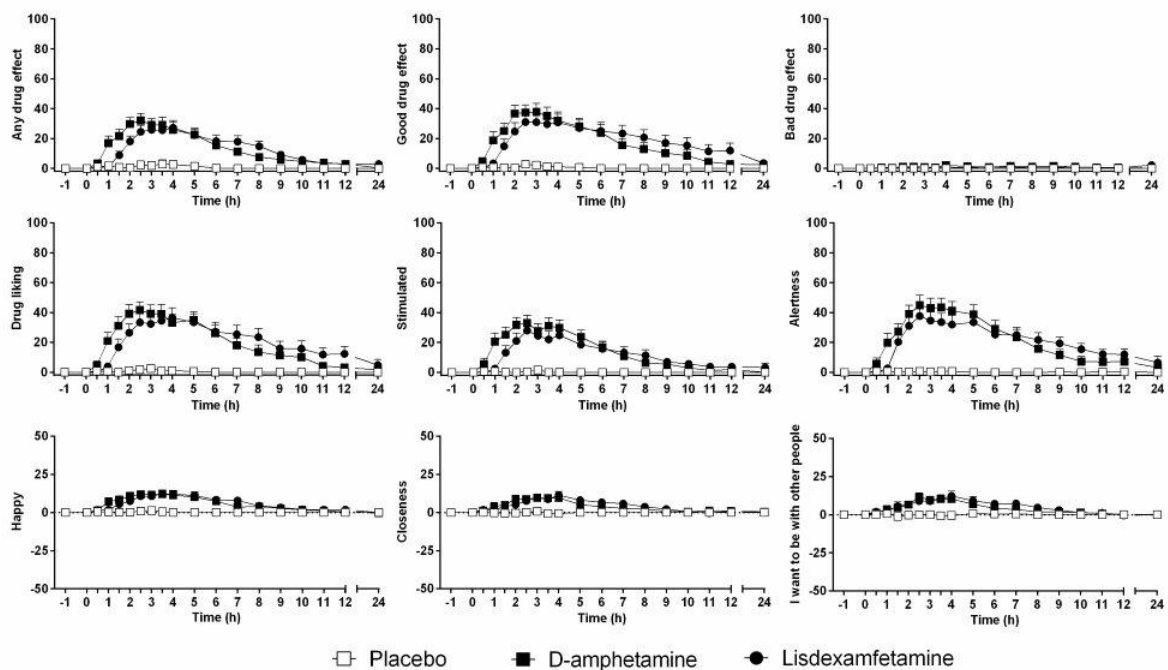 Any drug effect
100
80
60
40
20
0
-1 0 1 2 3 4 5 6 7 8 9 10 11 12 24
Time (h)
Good drug effect
100
80
60
40
20
0
-1 0 1 2 3 4 5 6 7 8 9 10 11 12 24
Time (h)
Bad drug effect
100
80
60
40
20
0
-1 0 1 2 3 4 5 6 7 8 9 10 11 12 24
Time (h)
Drug liking
100
80
60
40
20
0
-1 0 1 2 3 4 5 6 7 8 9 10 11 12 24
Time (h)
Stimulated
100
80
60
40
20
0
-1 0 1 2 3 4 5 6 7 8 9 10 11 12 24
Time (h)
Alertness
100
80
60
40
20
0
-1 0 1 2 3 4 5 6 7 8 9 10 11 12 24
Time (h)
Happy
50
25
0
-25
-50
-1 0 1 2 3 4 5 6 7 8 9 10 11 12 24
Time (h)
Closeness
50
25
0
-25
-50
-1 0 1 2 3 4 5 6 7 8 9 10 11 12 24
Time (h)
I want to be with other people
50
25
0
-25
-50
-1 0 1 2 3 4 5 6 7 8 9 10 11 12 24
Time (h)
Placebo D-amphetamine Lisdexamfetamine